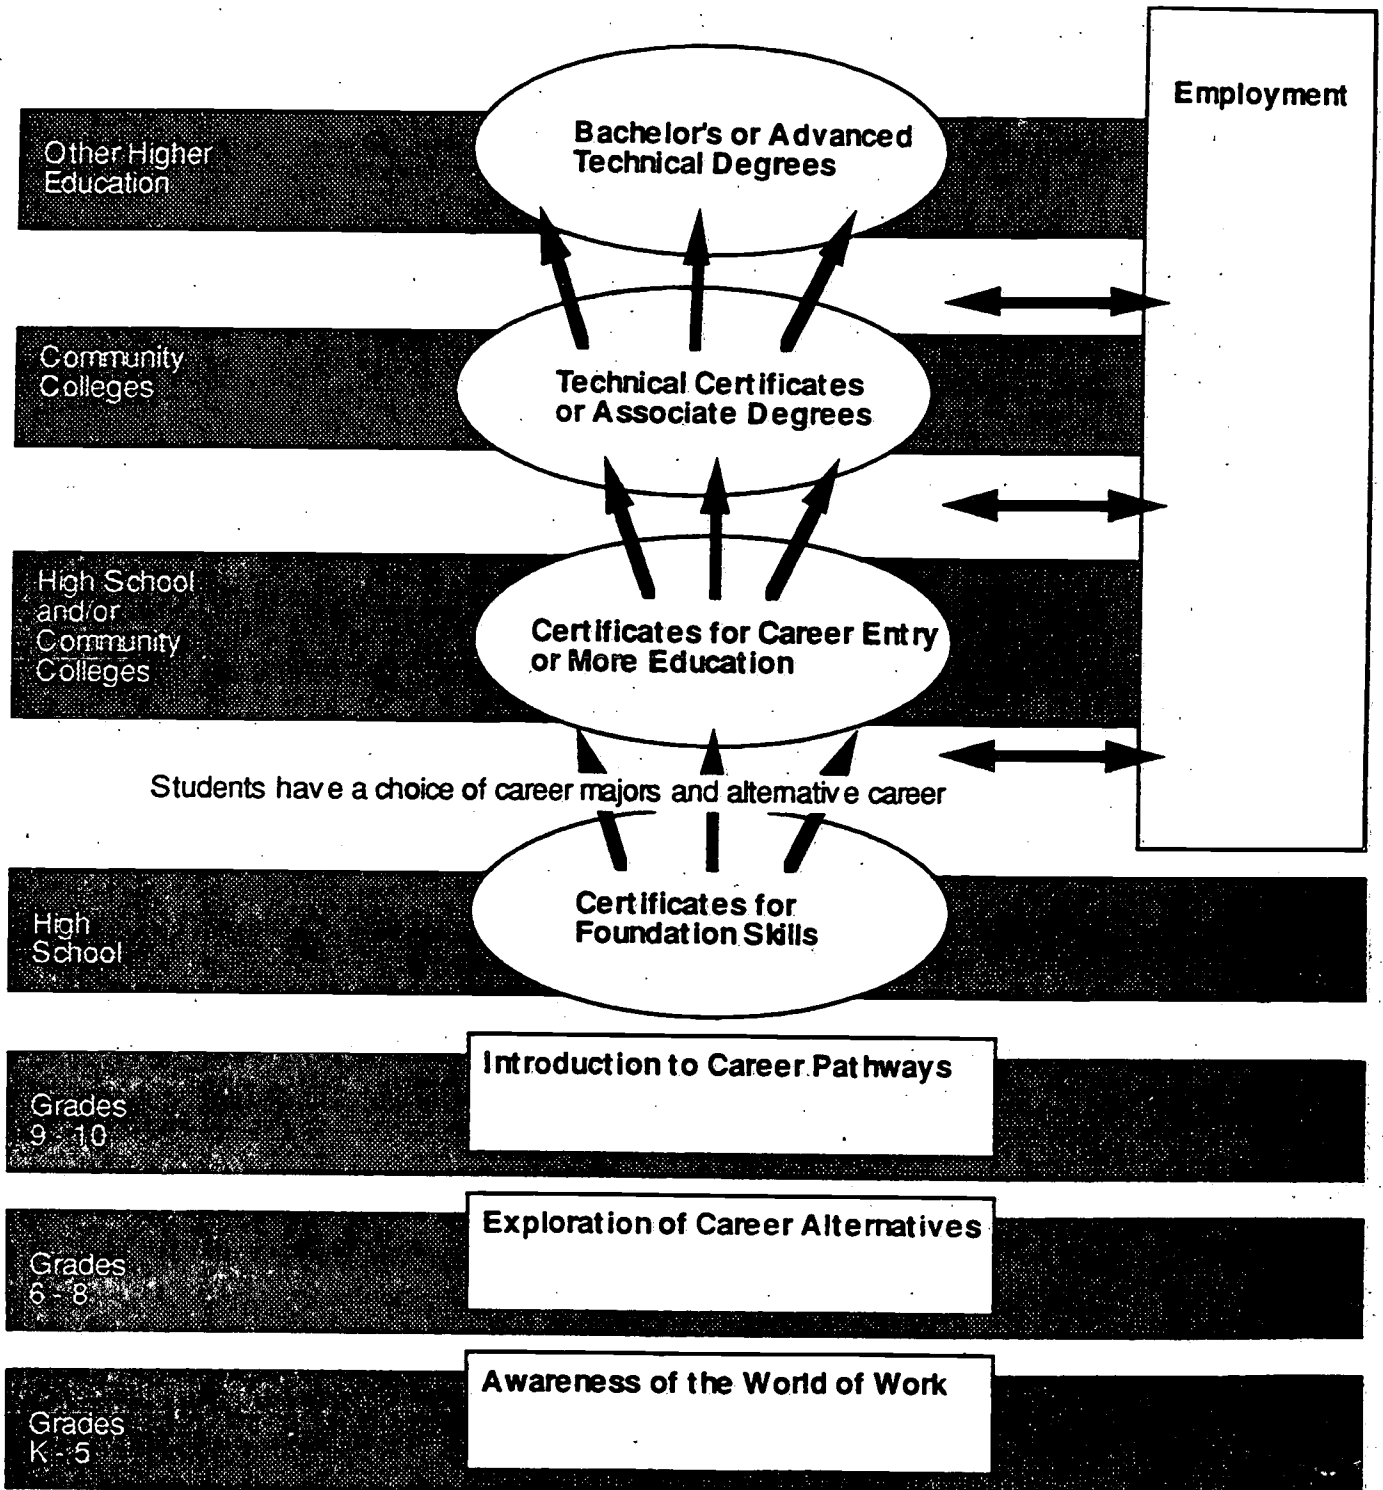 Employment
Other Higher
Education
Bachelor's or Advanced
Technical Degrees
Community
Colleges
Technical Certificates
or Associate Degrees
High School
and/or
Community
Colleges
Certificates for Career Entry
or More Education
Students have a choice of career majors and alternative career
High
School
Certificates for
Foundation Skills
Grades
9 - 10
Introduction to Career Pathways
Grades
6 - 8
Exploration of Career Alternatives
Grades
K - 5
Awareness of the World of Work